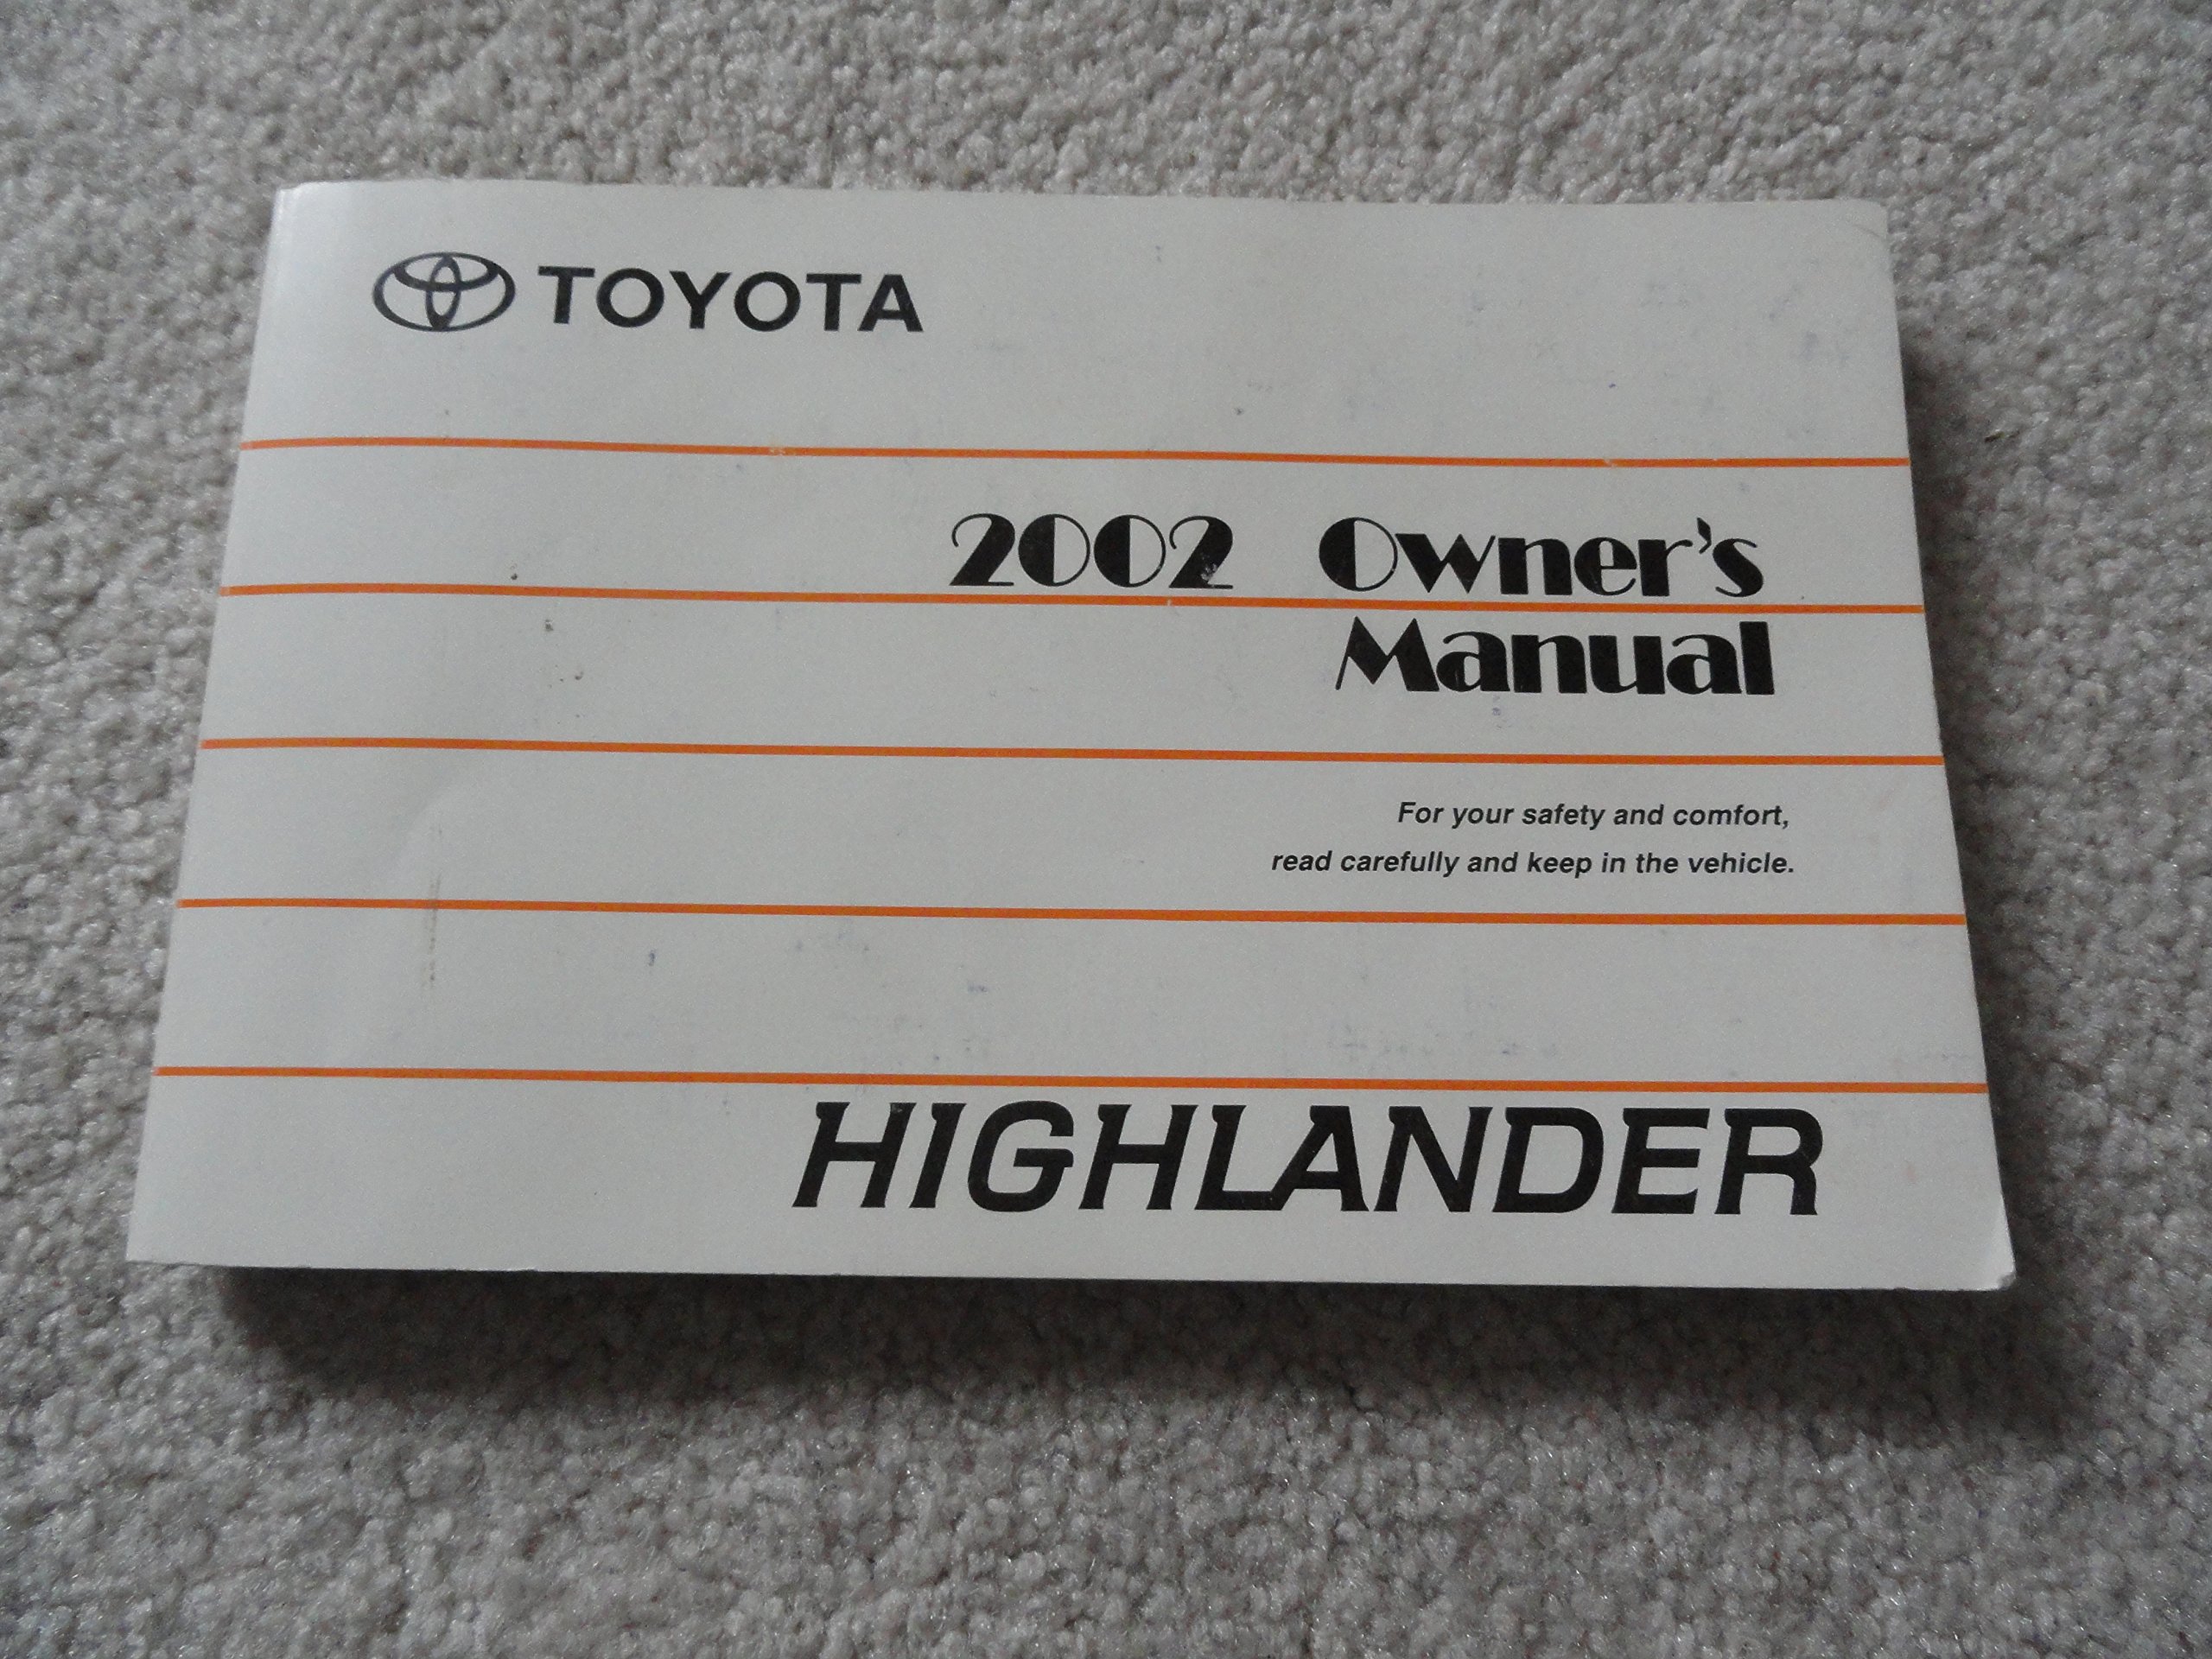 TOYOTA
2002 Owner's
Manual
For your safety and comfort,
read carefully and keep in the vehicle.
HIGHLANDER